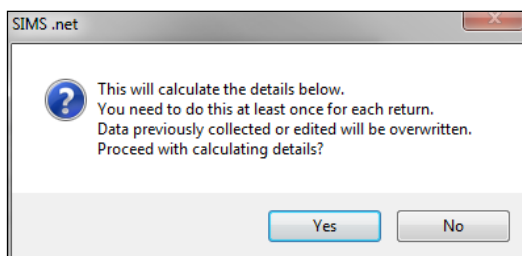 SIMS .net
This will calculate the details below.
You need to do this at least once for each return.
Data previously collected or edited will be overwritten.
Proceed with calculating details?
Yes
No